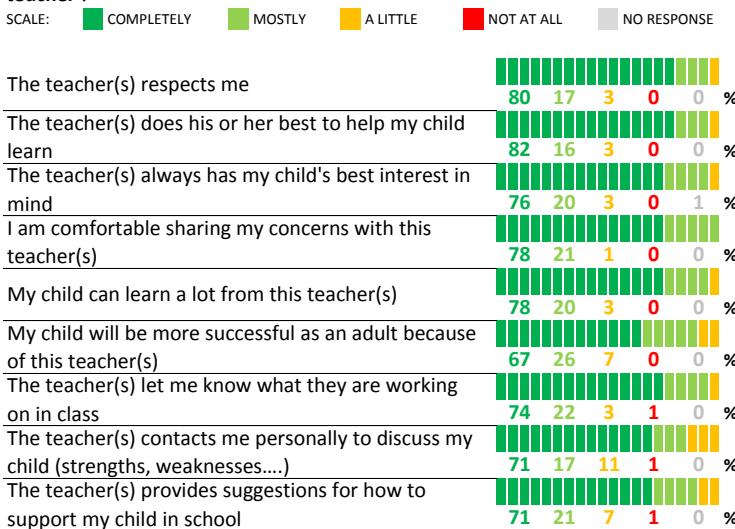 SCALE: COMPLETELY MOSTLY A LITTLE NOT AT ALL NO RESPONSE
The teacher(s) respects me
80 17 3 0 0 %
The teacher(s) does his or her best to help my child
learn
82 16 3 0 0 %
The teacher(s) always has my child's best interest in
mind
76 20 3 0 1 %
I am comfortable sharing my concerns with this
teacher(s)
78 21 1 0 0 %
My child can learn a lot from this teacher(s)
78 20 3 0 0 %
My child will be more successful as an adult because
of this teacher(s)
67 26 7 0 0 %
The teacher(s) let me know what they are working
on in class
74 22 3 1 0 %
The teacher(s) contacts me personally to discuss my
child (strengths, weaknesses....)
71 17 11 1 0 %
The teacher(s) provides suggestions for how to
support my child in school
71 21 7 1 0 %